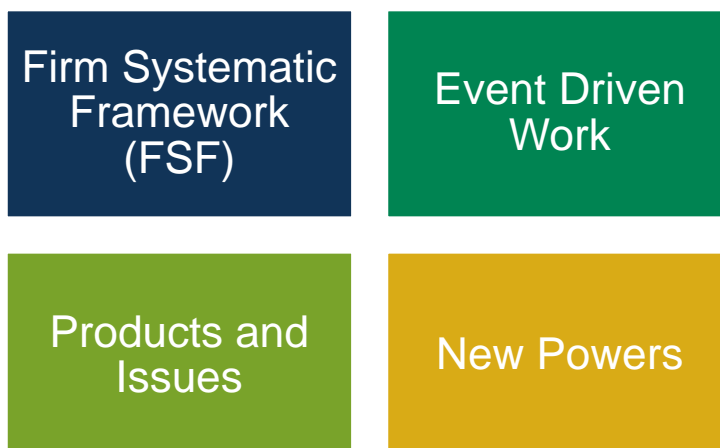 Firm Systematic
Framework
(FSF)
Event Driven
Work
Products and
Issues
New Powers